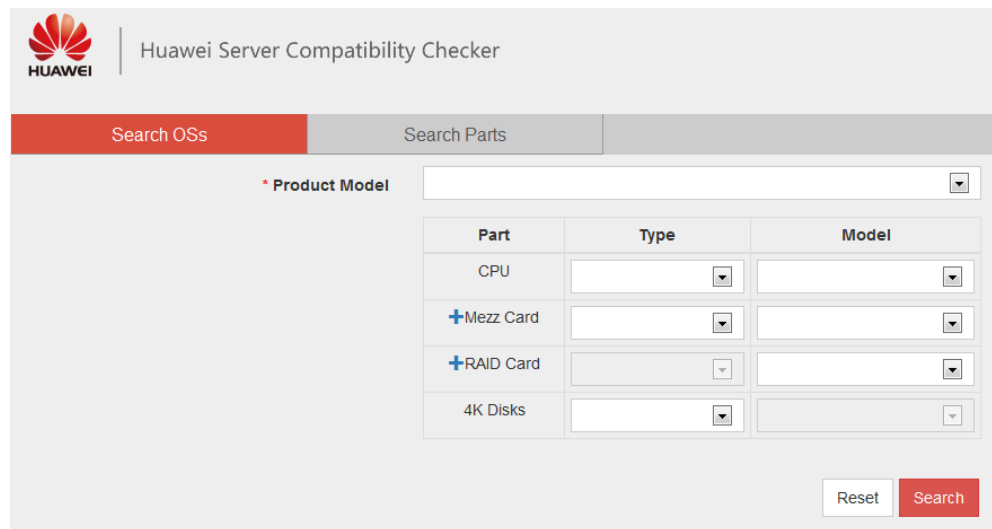 HUAWEI
Huawei Server Compatibility Checker
Search OSs Search Parts
* Product Model
Part Type Model
CPU
+Mezz Card
+RAID Card
4K Disks
Reset Search